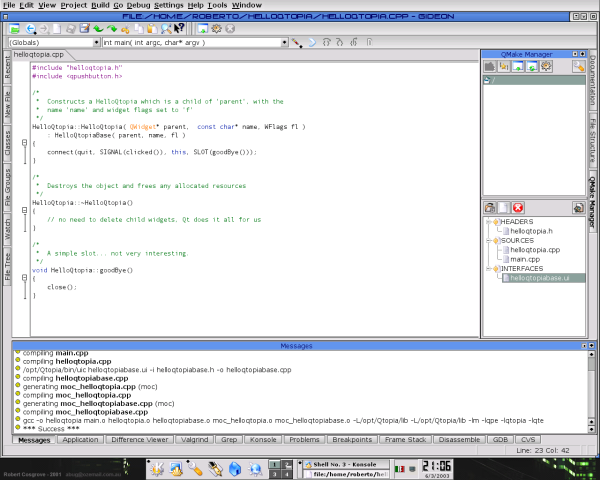 File Edit View Project Build Go Debug Settings Help Tools Window
FILE:/HOME/ROBERTO/HELLOQTOPIA/HELLOQTOPIA.CPP - GIDEON
(Globals) int main( int argc, char* argv )
helloqtopia.cpp
QMake Manager
#include "helloqtopia.h"
#include <qpushbutton.h>
/*
* Constructs a HelloQtopia which is a child of 'parent', with the
* name 'name' and widget flags set to 'f'
*/
HelloQtopia::HelloQtopia( QWidget* parent, const char* name, WFlags fl )
: HelloQtopiaBase( parent, name, fl )
{
connect(quit, SIGNAL(clicked()), this, SLOT(goodBye()));
}
/*
* Destroys the object and frees any allocated resources
*/
HelloQtopia::~HelloQtopia()
{
// no need to delete child widgets, Qt does it all for us
}
/*
* A simple slot... not very interesting.
*/
void HelloQtopia::goodBye()
{
close();
}
Recent
New File
Classes
File Groups
Watch
File Tree
/
HEADERS
helloqtopia.h
SOURCES
helloqtopia.cpp
main.cpp
INTERFACES
helloqtopiabase.ui
Documentation
File Structure
QMake Manager
Messages
compiling main.cpp
compiling helloqtopia.cpp
/opt/Qtopia/bin/uic helloqtopiabase.ui -i helloqtopiabase.h -o helloqtopiabase.cpp
compiling helloqtopiabase.cpp
generating moc_helloqtopia.cpp (moc)
compiling moc_helloqtopia.cpp
generating moc_helloqtopiabase.cpp (moc)
compiling moc_helloqtopiabase.cpp
gcc -o helloqtopia main.o helloqtopia.o helloqtopiabase.o moc_helloqtopia.o moc_helloqtopiabase.o -L/opt/Qtopia/lib -L/opt/Qtopia/lib -lm -lqpe -lqtopia -lqte
*** Success ***
Messages Application Difference Viewer Valgrind Grep Konsole Problems Breakpoints Frame Stack Disassemble GDB CVS
Line: 23 Col: 42
1 2 3 4
Shell No. 3 - Konsole
file:/home/roberto/hell
21:06
6/3/2003
Robert Cosgrove - 2001